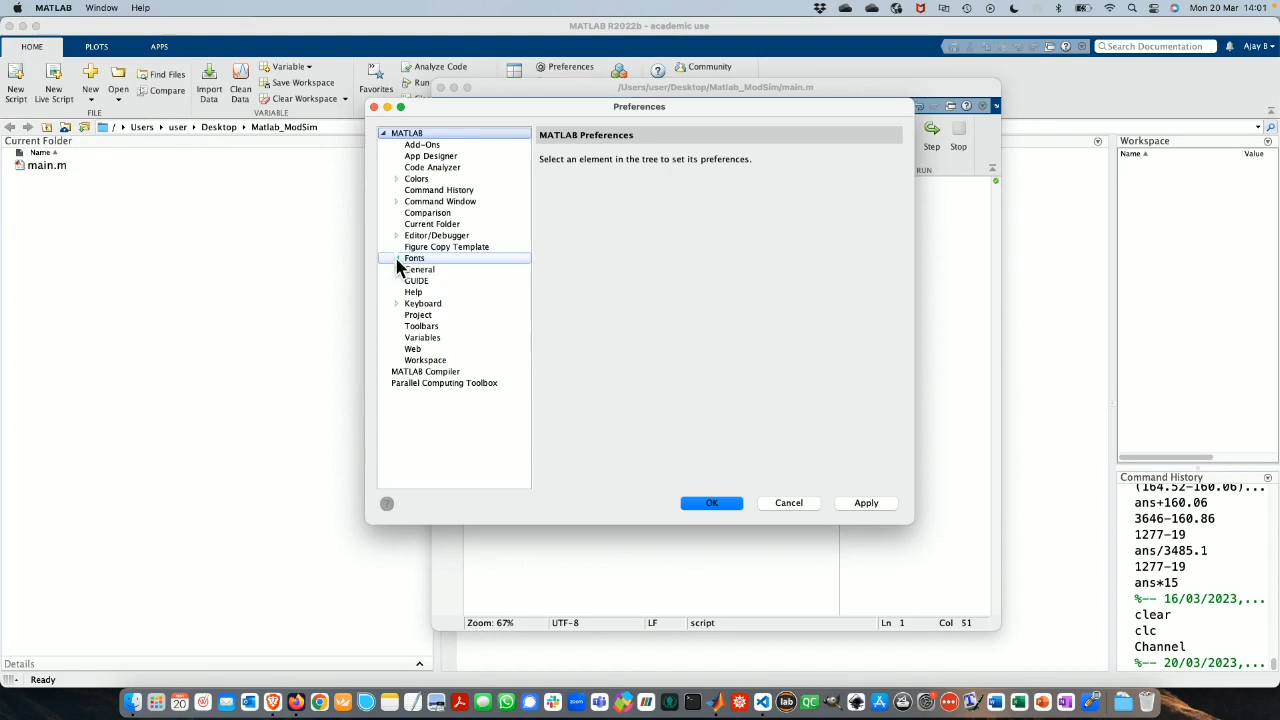 MATLAB Window Help
Mon 20 Mar 14:01
MATLAB R2022b - academic use
HOME PLOTS APPS
Search Documentation
Ajay B
New Script
New Live Script
New
Open
Find Files
Compare
FILE
Import Data
Clean Data
Variable
Save Workspace
Clear Workspace
VARIABLE
Favorites
Analyze Code
Run
Preferences
Community
/ Users user Desktop Matlab_ModSim
/Users/user/Desktop/Matlab_ModSim/main.m
Step
Stop
RUN
Current Folder
Name
main.m
Preferences
MATLAB
Add-Ons
App Designer
Code Analyzer
Colors
Command History
Command Window
Comparison
Current Folder
Editor/Debugger
Figure Copy Template
Fonts
General
GUIDE
Help
Keyboard
Project
Toolbars
Variables
Web
Workspace
MATLAB Compiler
Parallel Computing Toolbox
MATLAB Preferences
Select an element in the tree to set its preferences.
OK Cancel Apply
Workspace
Name Value
Command History
(164.52-160.06)...
ans+160.06
3646-160.86
1277-19
ans/3485.1
1277-19
ans*15
%-- 16/03/2023,...
clear
clc
Channel
%-- 20/03/2023,...
Zoom: 67% UTF-8 LF script Ln 1 Col 51
Details
Ready